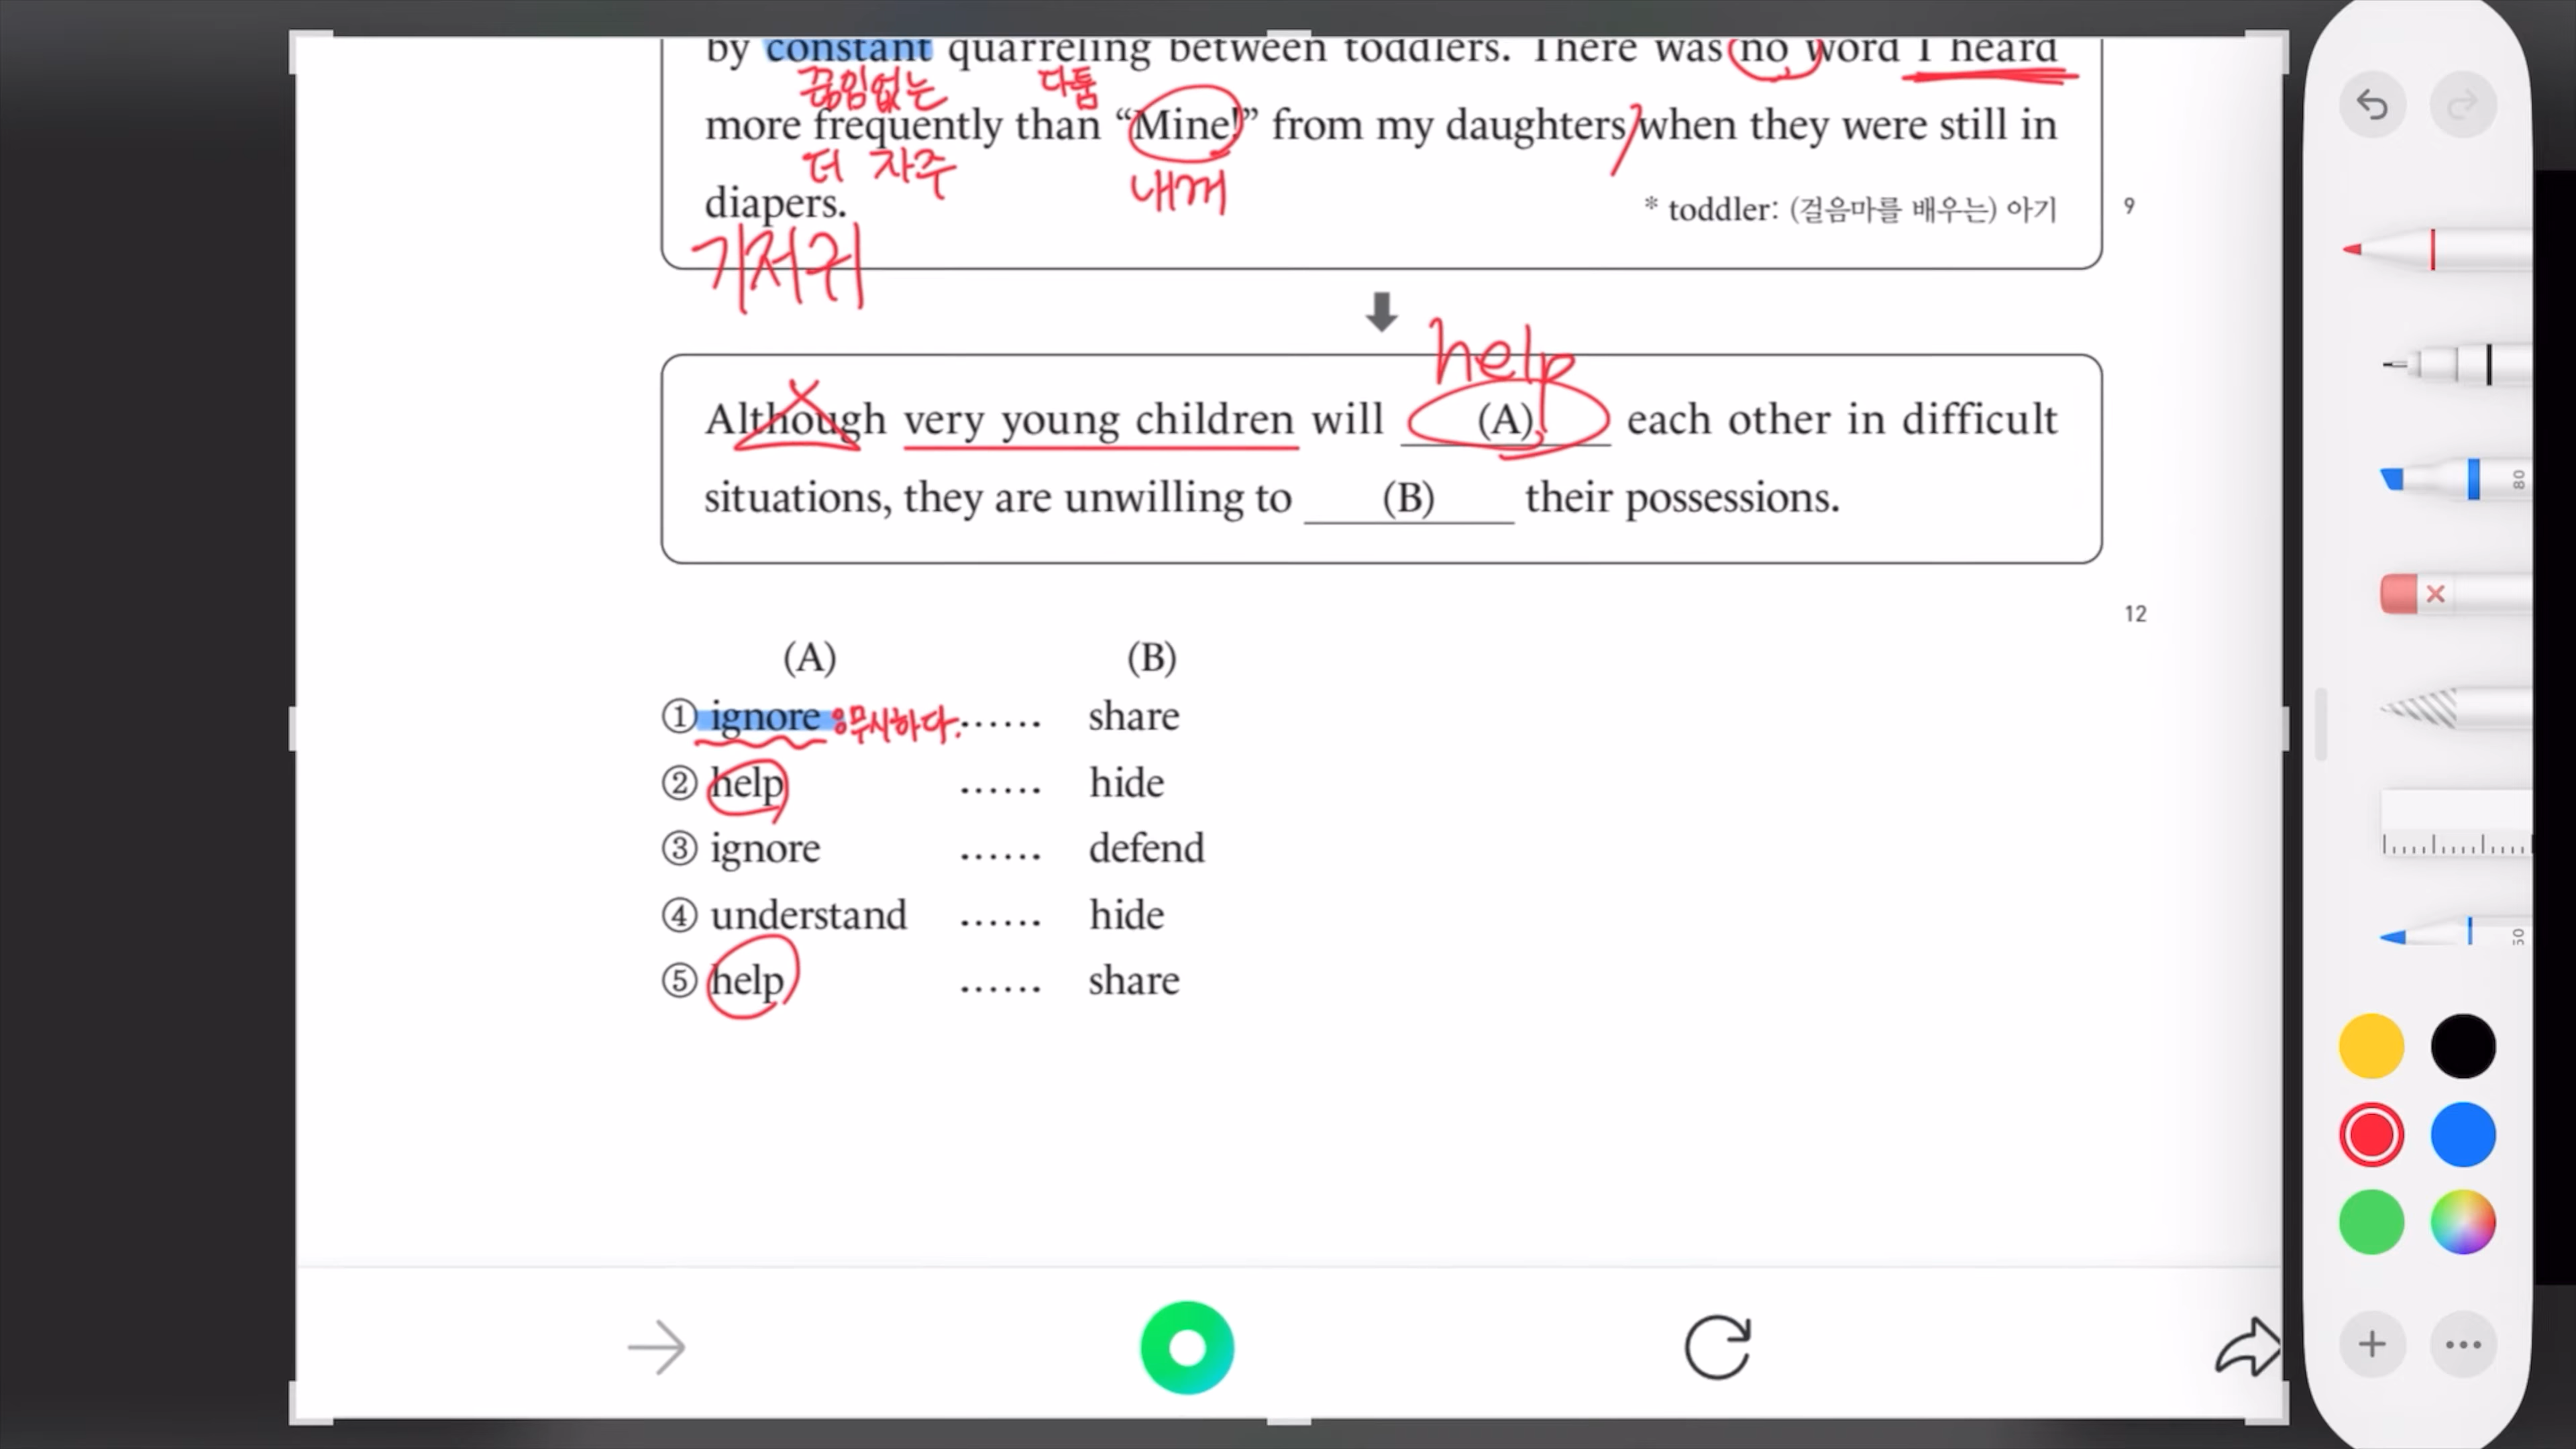 by constant quarreling between toddlers. There was no word I heard
끊임없는 다툼
more frequently than “Mine!” from my daughters when they were still in
더 자주 내꺼
diapers. * toddler: (걸음마를 배우는) 아기 9
기저귀
help
Although very young children will (A) each other in difficult
situations, they are unwilling to (B) their possessions.
12
(A) (B)
① ignore 무시하다. ...... share
② help ...... hide
③ ignore ...... defend
④ understand ...... hide
⑤ help ...... share
80
50